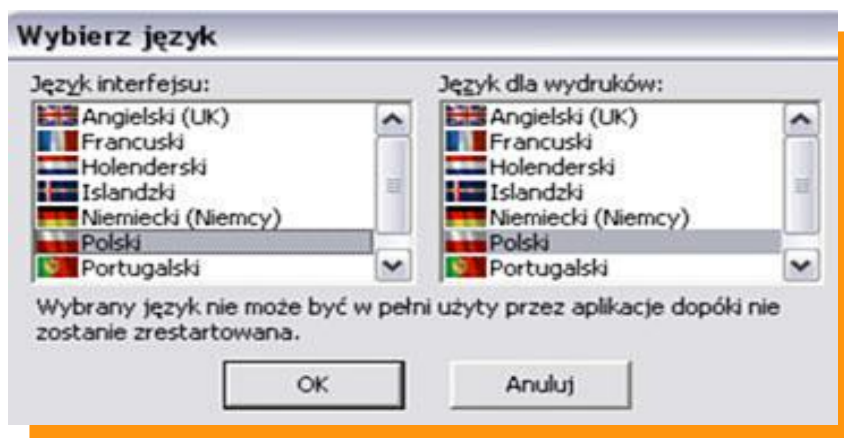 Wybierz język
Język interfejsu:
Angielski (UK)
Francuski
Holenderski
Islandzki
Niemiecki (Niemcy)
Polski
Portugalski
Język dla wydruków:
Angielski (UK)
Francuski
Holenderski
Islandzki
Niemiecki (Niemcy)
Polski
Portugalski
Wybrany język nie może być w pełni użyty przez aplikacje dopóki nie
zostanie zrestartowana.
OK
Anuluj